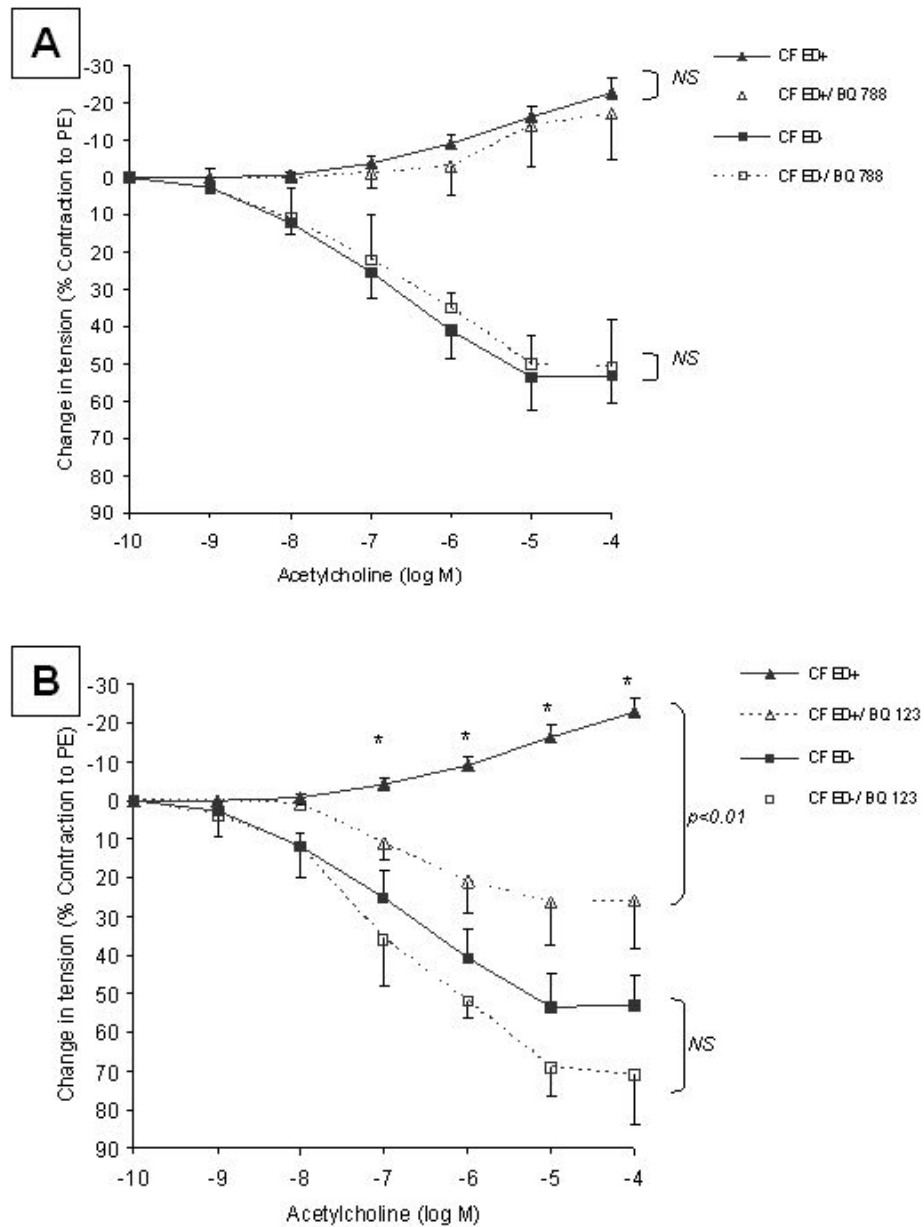 A
Change in tension (% Contraction to PE)
-30
-20
-10
0
10
20
30
40
50
60
70
80
90
-10 -9 -8 -7 -6 -5 -4
Acetylcholine (log M)
NS
NS
CF ED+
CF ED+/ BQ 788
CF ED
CF ED-/ BQ 788
B
Change in tension (% Contraction to PE)
-30
-20
-10
0
10
20
30
40
50
60
70
80
90
-10 -9 -8 -7 -6 -5 -4
Acetylcholine (log M)
* * * *
p<0.01
NS
CF ED+
CF ED+/ BQ 123
CF ED-
CF ED-/ BQ 123